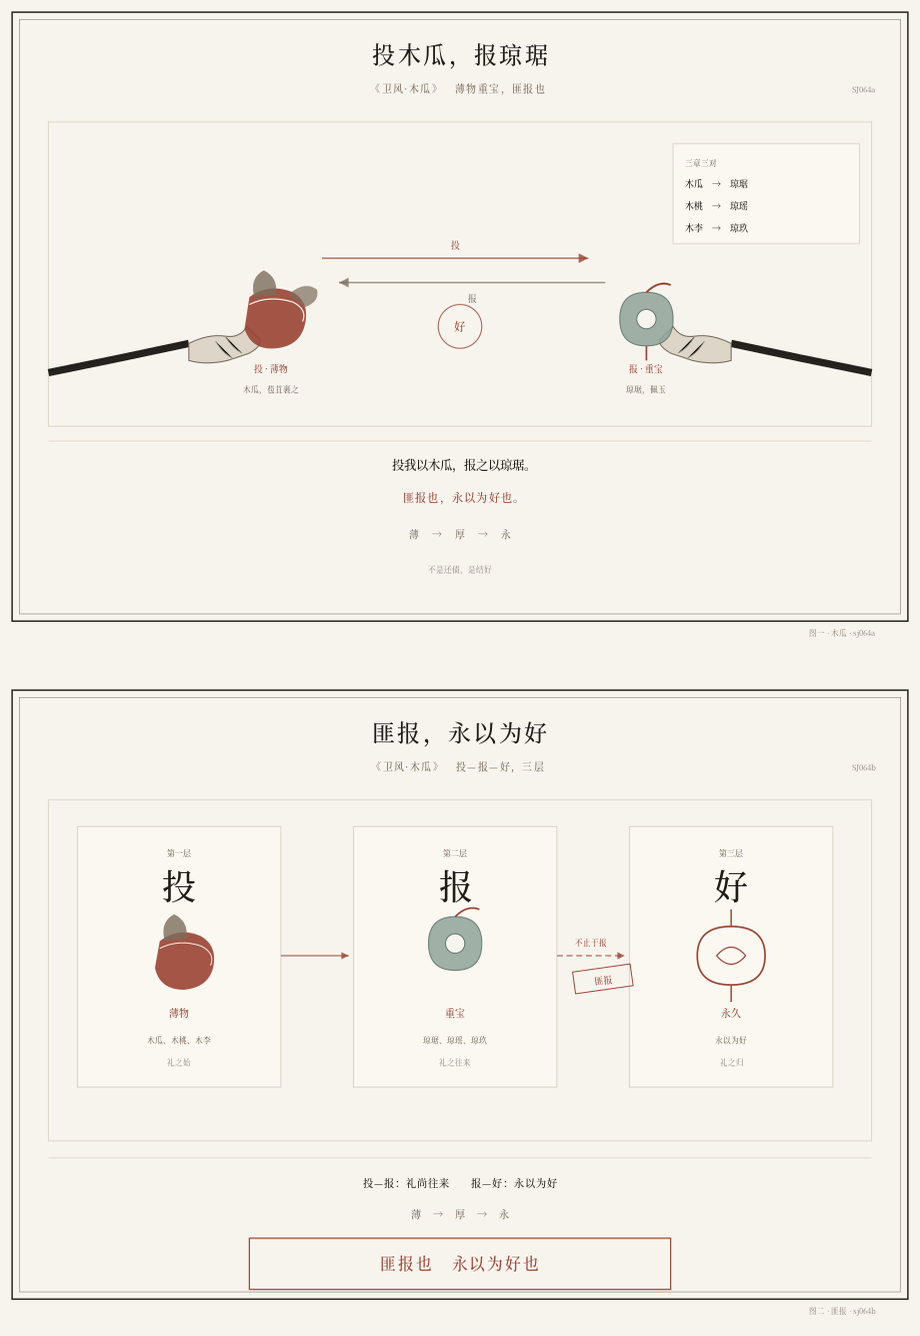 投木瓜，报琼琚
《卫风·木瓜》 薄物重宝，匪报也
SJ064a
三章三对
木瓜 → 琼琚
木桃 → 琼瑶
木李 → 琼玖
投
报
好
投 · 薄物
木瓜，苞苴裹之
报 · 重宝
琼琚，佩玉
投我以木瓜，报之以琼琚。
匪报也，永以为好也。
薄 → 厚 → 永
不是还债，是结好
图一 · 木瓜 · sj064a
匪报，永以为好
《卫风·木瓜》 投—报—好，三层
SJ064b
第一层
投
薄物
木瓜、木桃、木李
礼之始
第二层
报
重宝
琼琚、琼瑶、琼玖
礼之往来
不止于报
匪报
第三层
好
永久
永以为好
礼之归
投—报：礼尚往来 报—好：永以为好
薄 → 厚 → 永
匪报也 永以为好也
图二 · 匪报 · sj064b